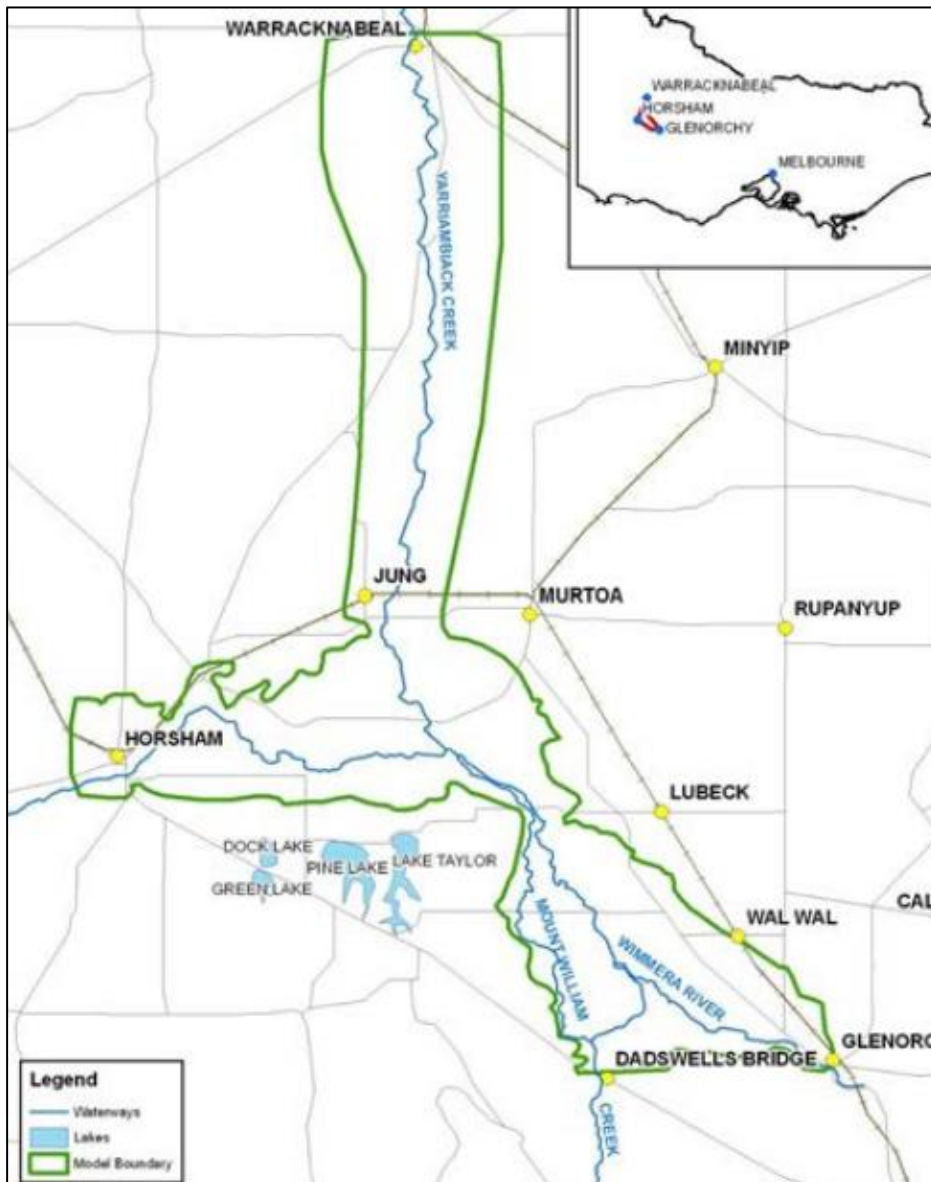 WARRACKNABEAL
WARRACKNABEAL
HORSHAM
GLENORCHY
MELBOURNE
YARRIAMBIACK CREEK
MINYIP
JUNG
MURTOA
RUPANYUP
HORSHAM
LUBECK
DOCK LAKE
PINE LAKE
LAKE TAYLOR
GREEN LAKE
CAL
WAL WAL
MOUNT WILLIAM
WIMMERA RIVER
GLENORC
DADSWELLS BRIDGE
CREEK
Legend
Waterways
Lakes
Model Boundary